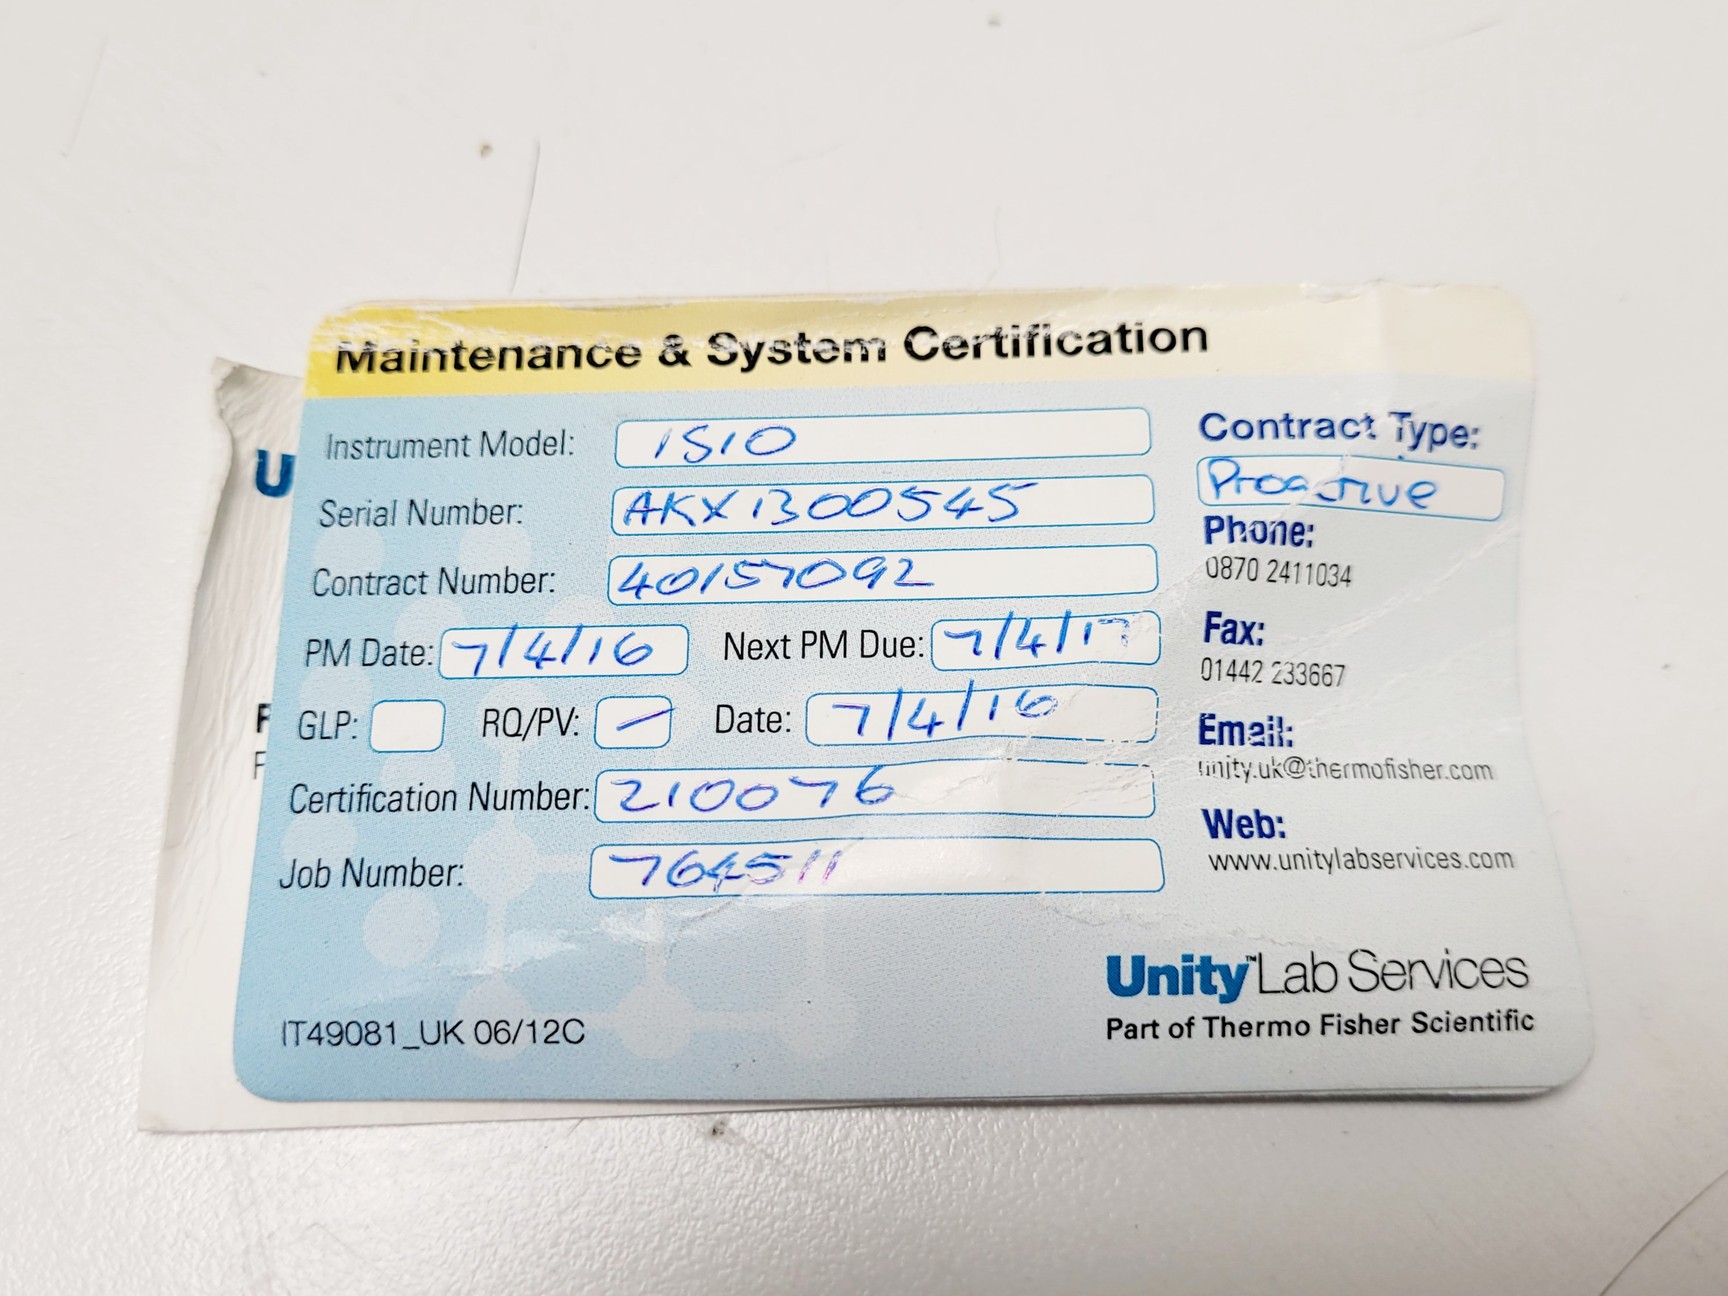 Maintenance & System Certification
Instrument Model: IS10
Serial Number: AKX1300545
Contract Number: 40157092
PM Date: 7/4/16 Next PM Due: 7/4/17
GLP: RQ/PV: / Date: 7/4/16
Certification Number: 210076
Job Number: 764511
IT49081_UK 06/12C
Contract Type:
Proactive
Phone:
0870 2411034
Fax:
01442 233667
Email:
unity.uk@thermofisher.com
Web:
www.unitylabservices.com
Unity™ Lab Services
Part of Thermo Fisher Scientific
U
F
F